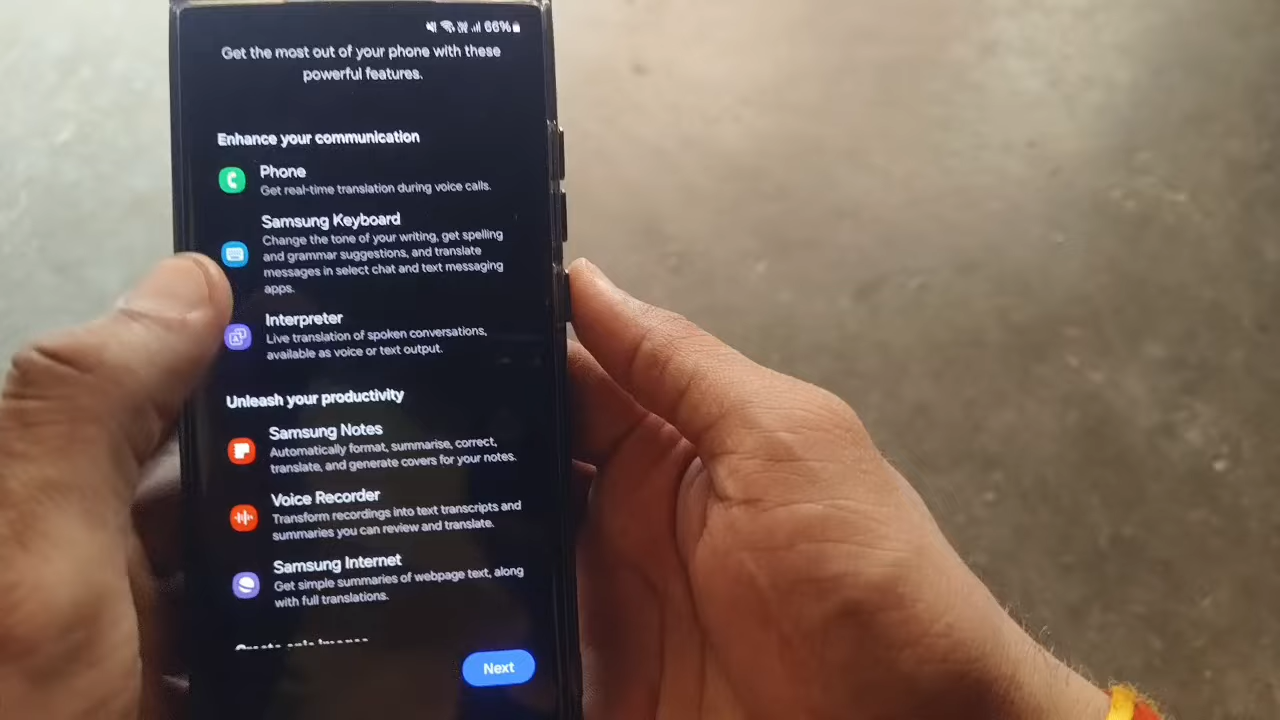 66%
Get the most out of your phone with these
powerful features.
Enhance your communication
Phone
Get real-time translation during voice calls.
Samsung Keyboard
Change the tone of your writing, get spelling
and grammar suggestions, and translate
messages in select chat and text messaging
apps.
Interpreter
Live translation of spoken conversations,
available as voice or text output.
Unleash your productivity
Samsung Notes
Automatically format, summarise, correct,
translate, and generate covers for your notes.
Voice Recorder
Transform recordings into text transcripts and
summaries you can review and translate.
Samsung Internet
Get simple summaries of webpage text, along
with full translations.
Next